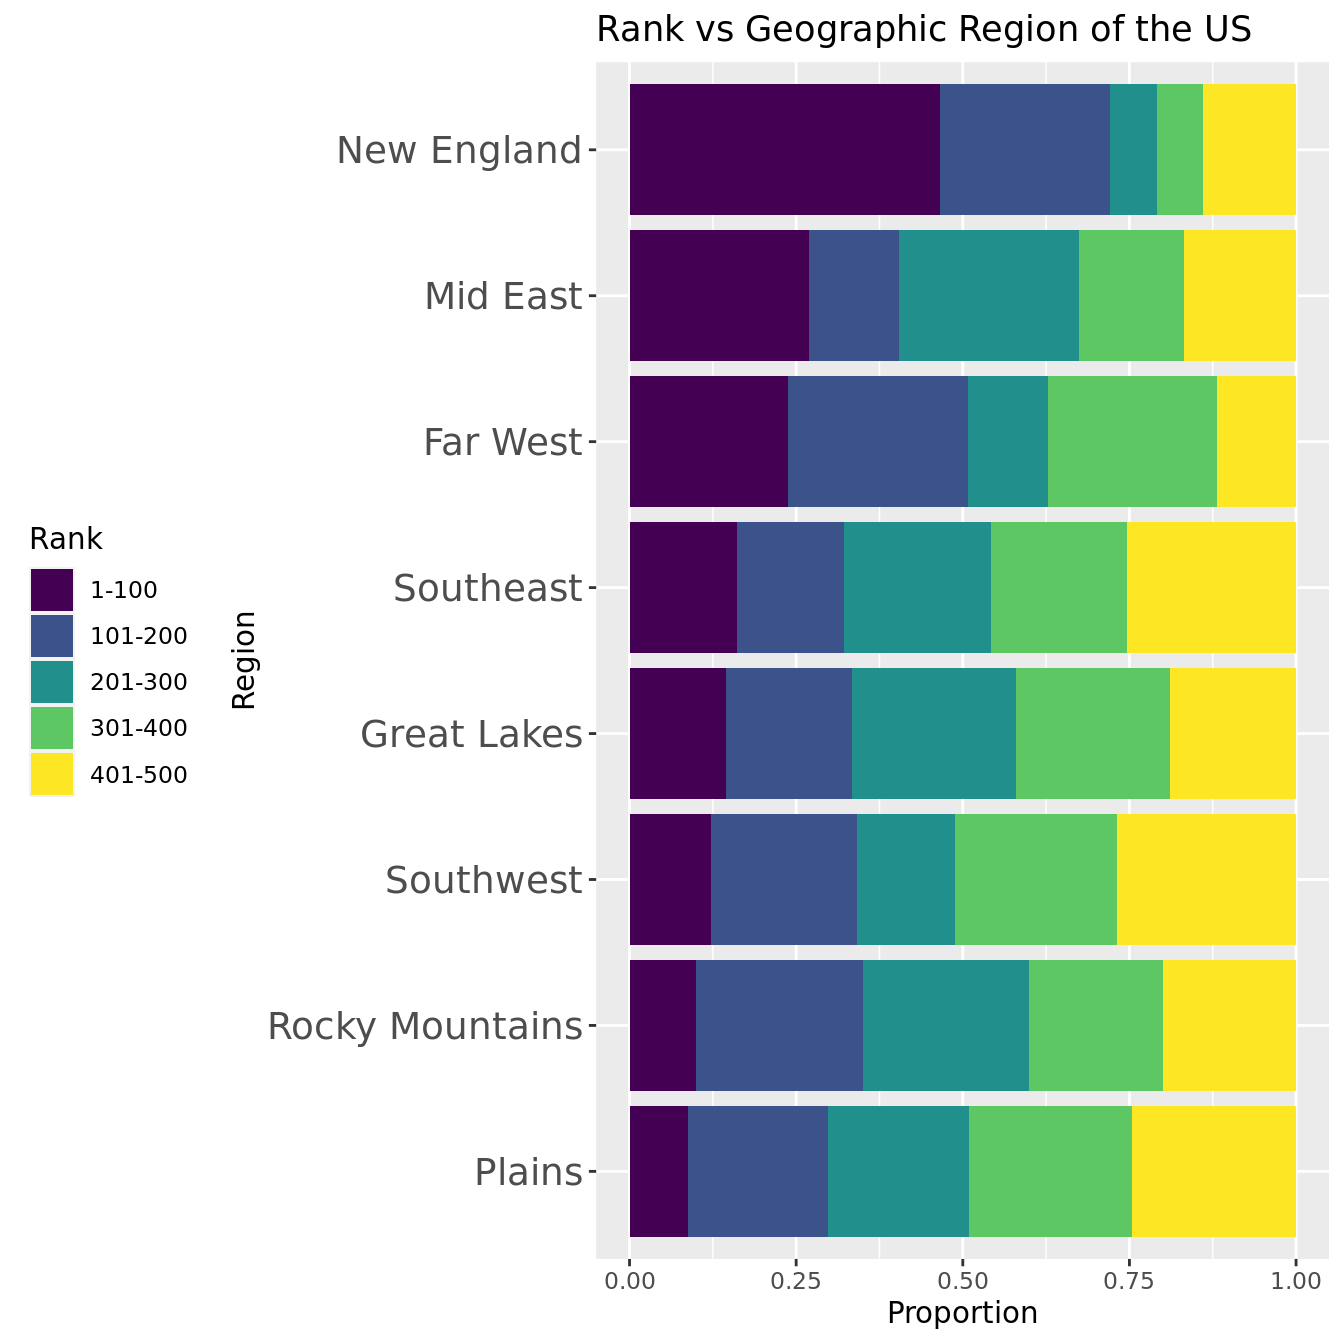 Rank vs Geographic Region of the US
New England
Mid East
Far West
Southeast
Great Lakes
Southwest
Rocky Mountains
Plains
Region
Rank
1-100
101-200
201-300
301-400
401-500
0.00 0.25 0.50 0.75 1.00
Proportion